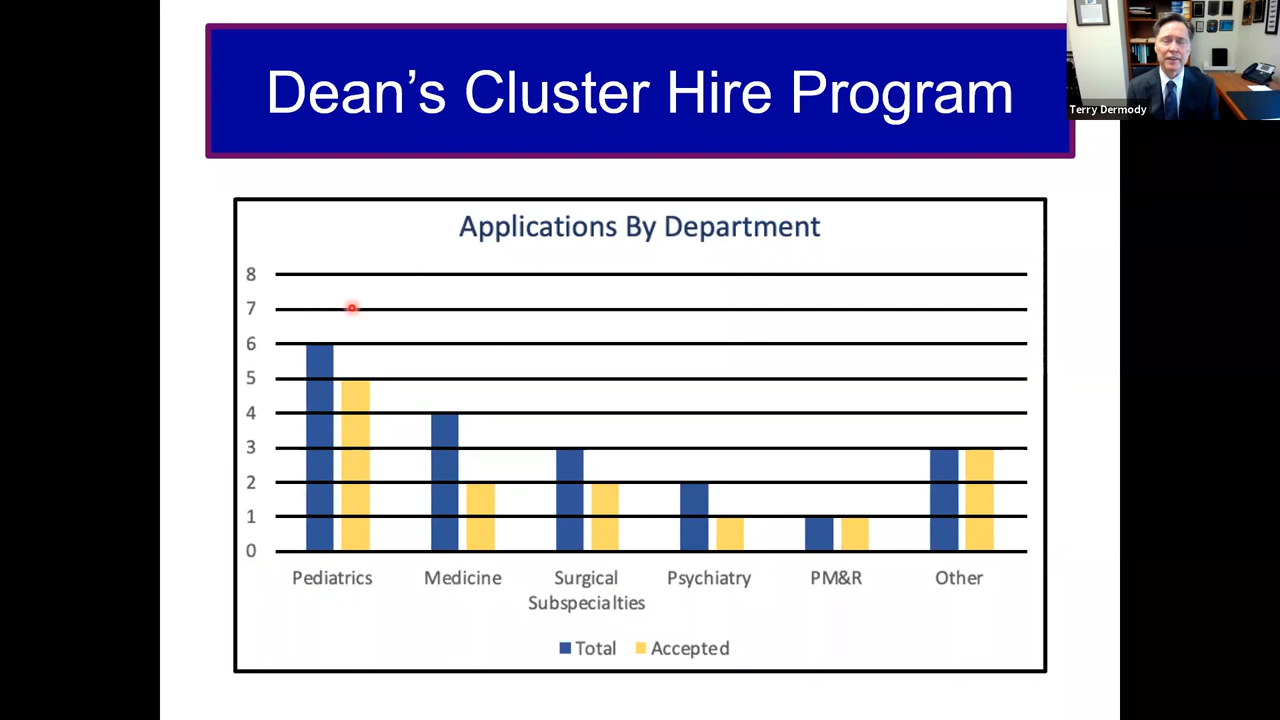 Dean's Cluster Hire Program
Terry Dermody
Applications By Department
8
7
6
5
4
3
2
1
0
Pediatrics
Medicine
Surgical
Subspecialties
Psychiatry
PM&R
Other
Total
Accepted